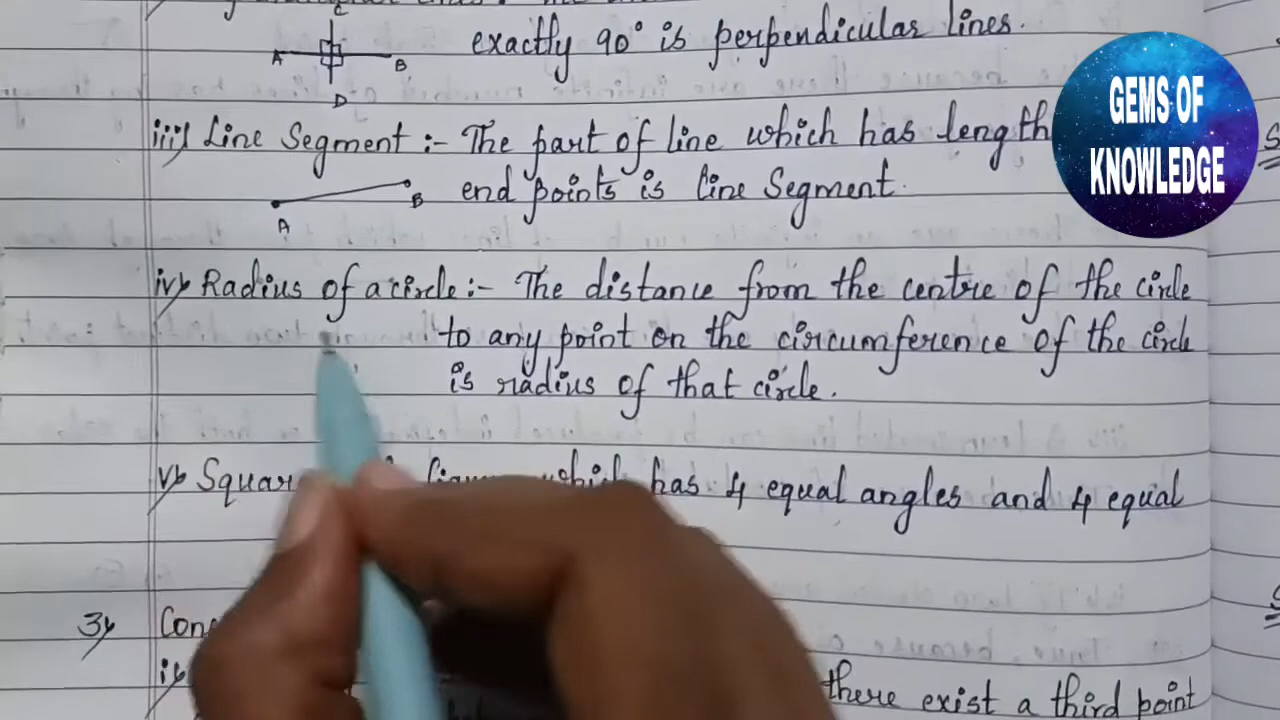 C
exactly 90° is perpendicular lines.
A B
D
iii) Line Segment :- The part of line which has length
end points is line Segment.
A B
iv) Radius of a circle :- The distance from the centre of the circle
to any point on the circumference of the circle
is radius of that circle.
v) which has 4 equal angles and 4 equal
3)
i) there exist a third point
GEMS OF
KNOWLEDGE